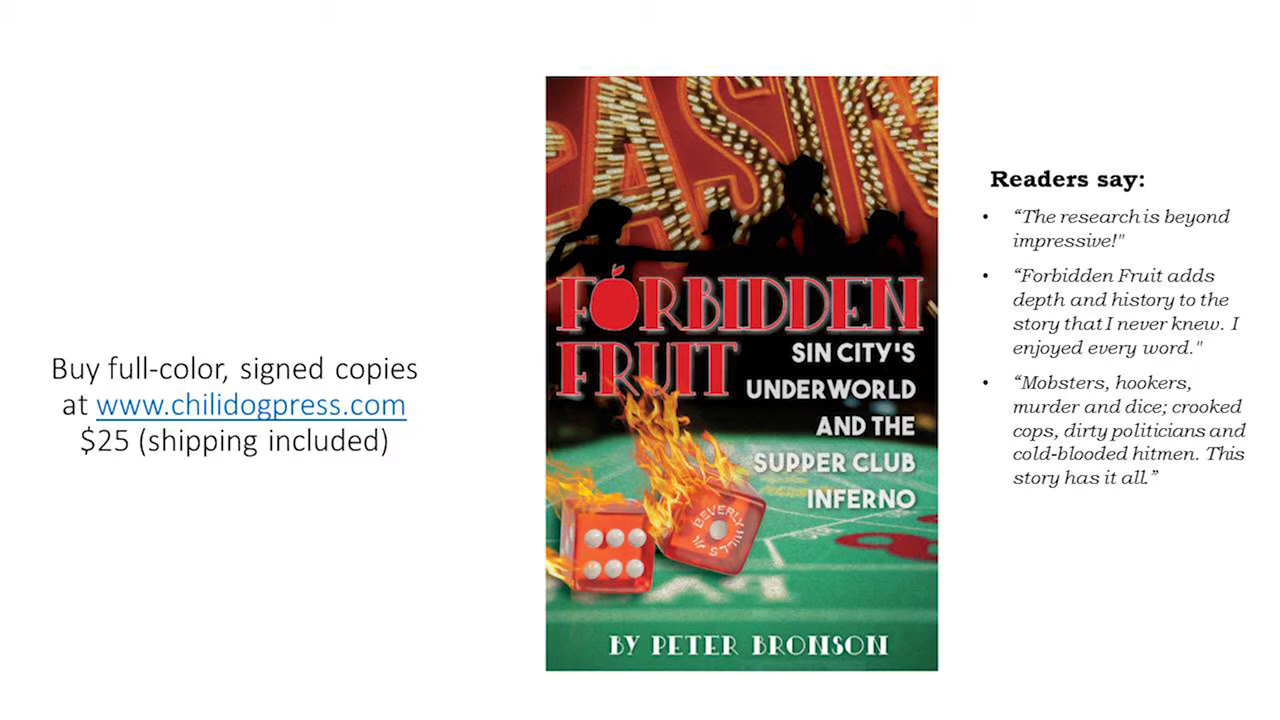 Buy full-color, signed copies
at www.chilidogpress.com
$25 (shipping included)
CASIN
FORBIDDEN
FRUIT
SIN CITY'S
UNDERWORLD
AND THE
SUPPER CLUB
INFERNO
BEVERLY HILLS KY
BY PETER BRONSON
Readers say:
• “The research is beyond
impressive!"
• “Forbidden Fruit adds
depth and history to the
story that I never knew. I
enjoyed every word."
• “Mobsters, hookers,
murder and dice; crooked
cops, dirty politicians and
cold-blooded hitmen. This
story has it all.”